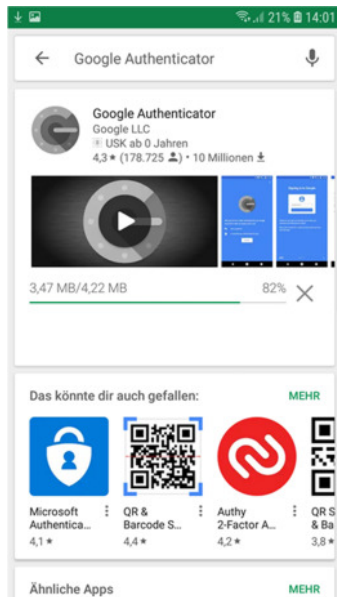 21% 14:01
Google Authenticator
Google Authenticator
Google LLC
USK ab 0 Jahren
4,3 ★ (178.725) • 10 Millionen
3,47 MB/4,22 MB 82%
Das könnte dir auch gefallen: MEHR
Microsoft Authentica...
4,1 ★
QR & Barcode S...
4,4 ★
Authy 2-Factor A...
4,2 ★
QR S & Ba
3,8 ★
Ähnliche Apps MEHR